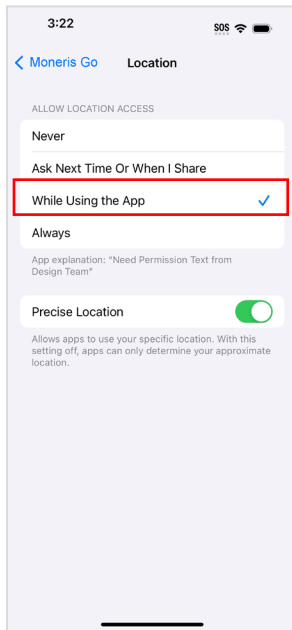 3:22
SOS
Moneris Go
Location
ALLOW LOCATION ACCESS
Never
Ask Next Time Or When I Share
While Using the App
Always
App explanation: “Need Permission Text from
Design Team”
Precise Location
Allows apps to use your specific location. With this
setting off, apps can only determine your approximate
location.